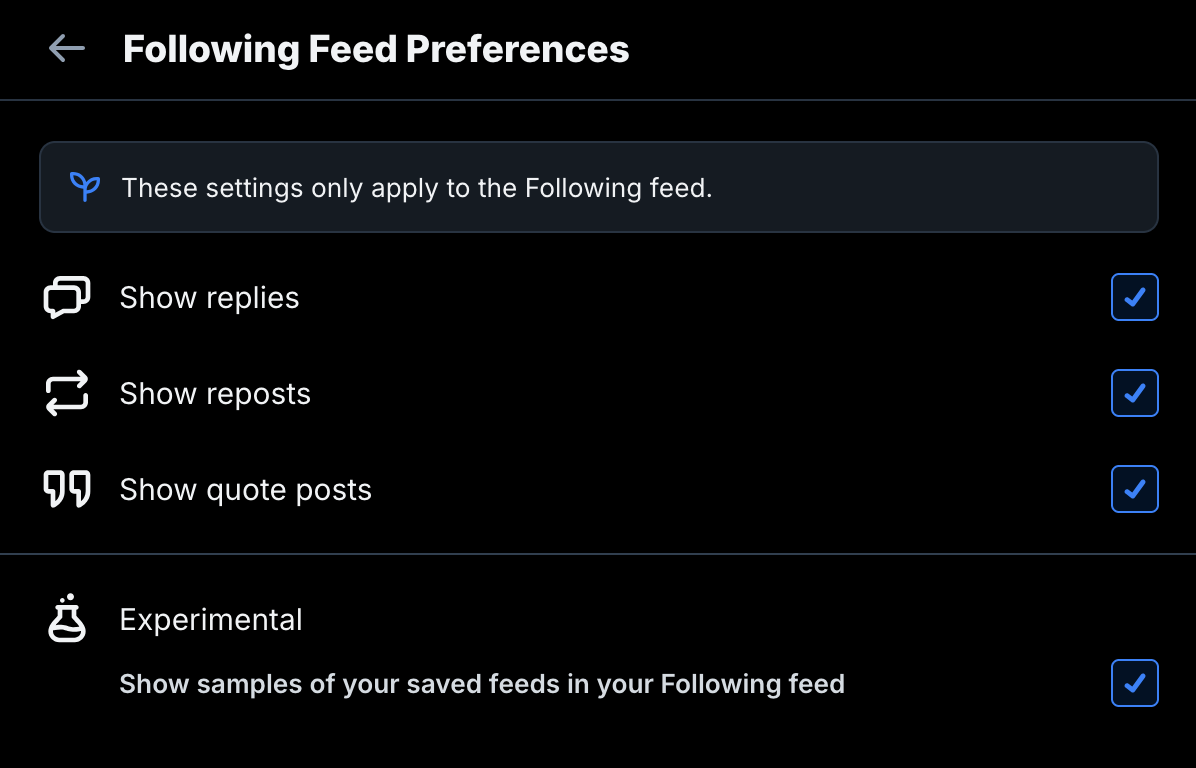 Following Feed Preferences
These settings only apply to the Following feed.
Show replies
Show reposts
Show quote posts
Experimental
Show samples of your saved feeds in your Following feed